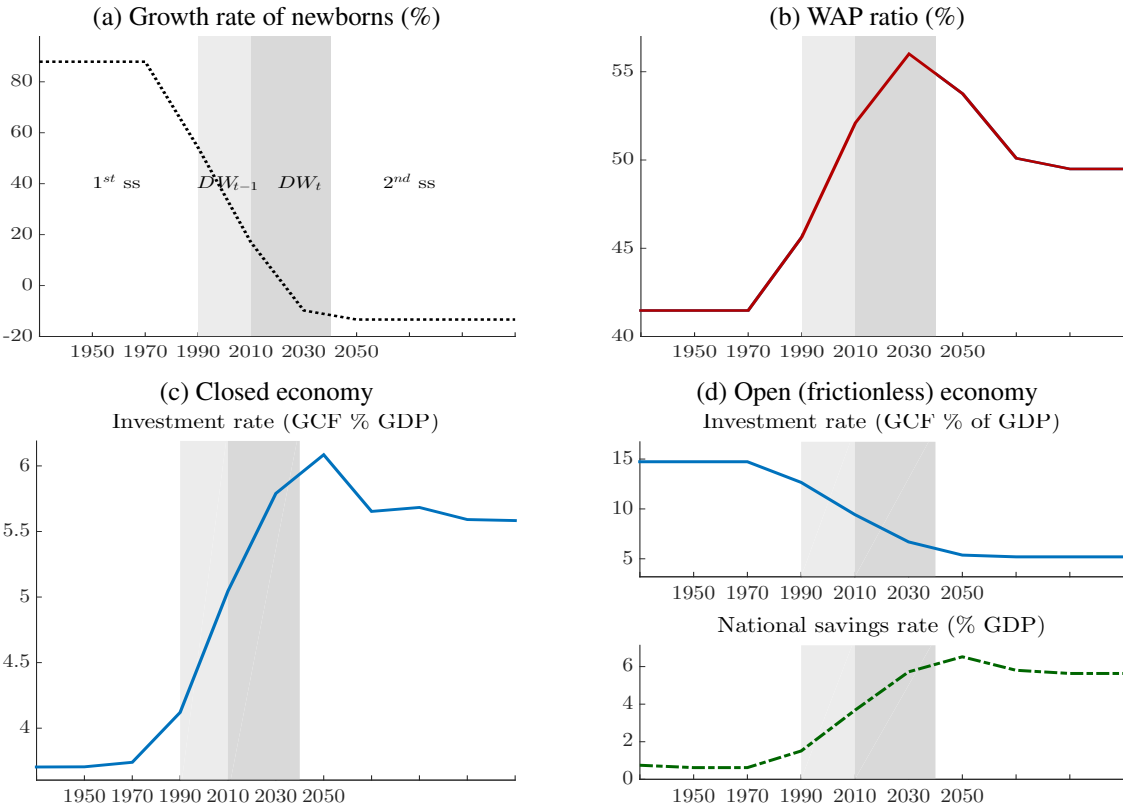 (a) Growth rate of newborns (%)
80
60
40
20
0
-20
1st ss
DWt−1
DWt
2nd ss
1950 1970 1990 2010 2030 2050
(b) WAP ratio (%)
55
50
45
40
1950 1970 1990 2010 2030 2050
(c) Closed economy
Investment rate (GCF % GDP)
6
5.5
5
4.5
4
1950 1970 1990 2010 2030 2050
(d) Open (frictionless) economy
Investment rate (GCF % of GDP)
15
10
5
1950 1970 1990 2010 2030 2050
National savings rate (% GDP)
6
4
2
0
1950 1970 1990 2010 2030 2050